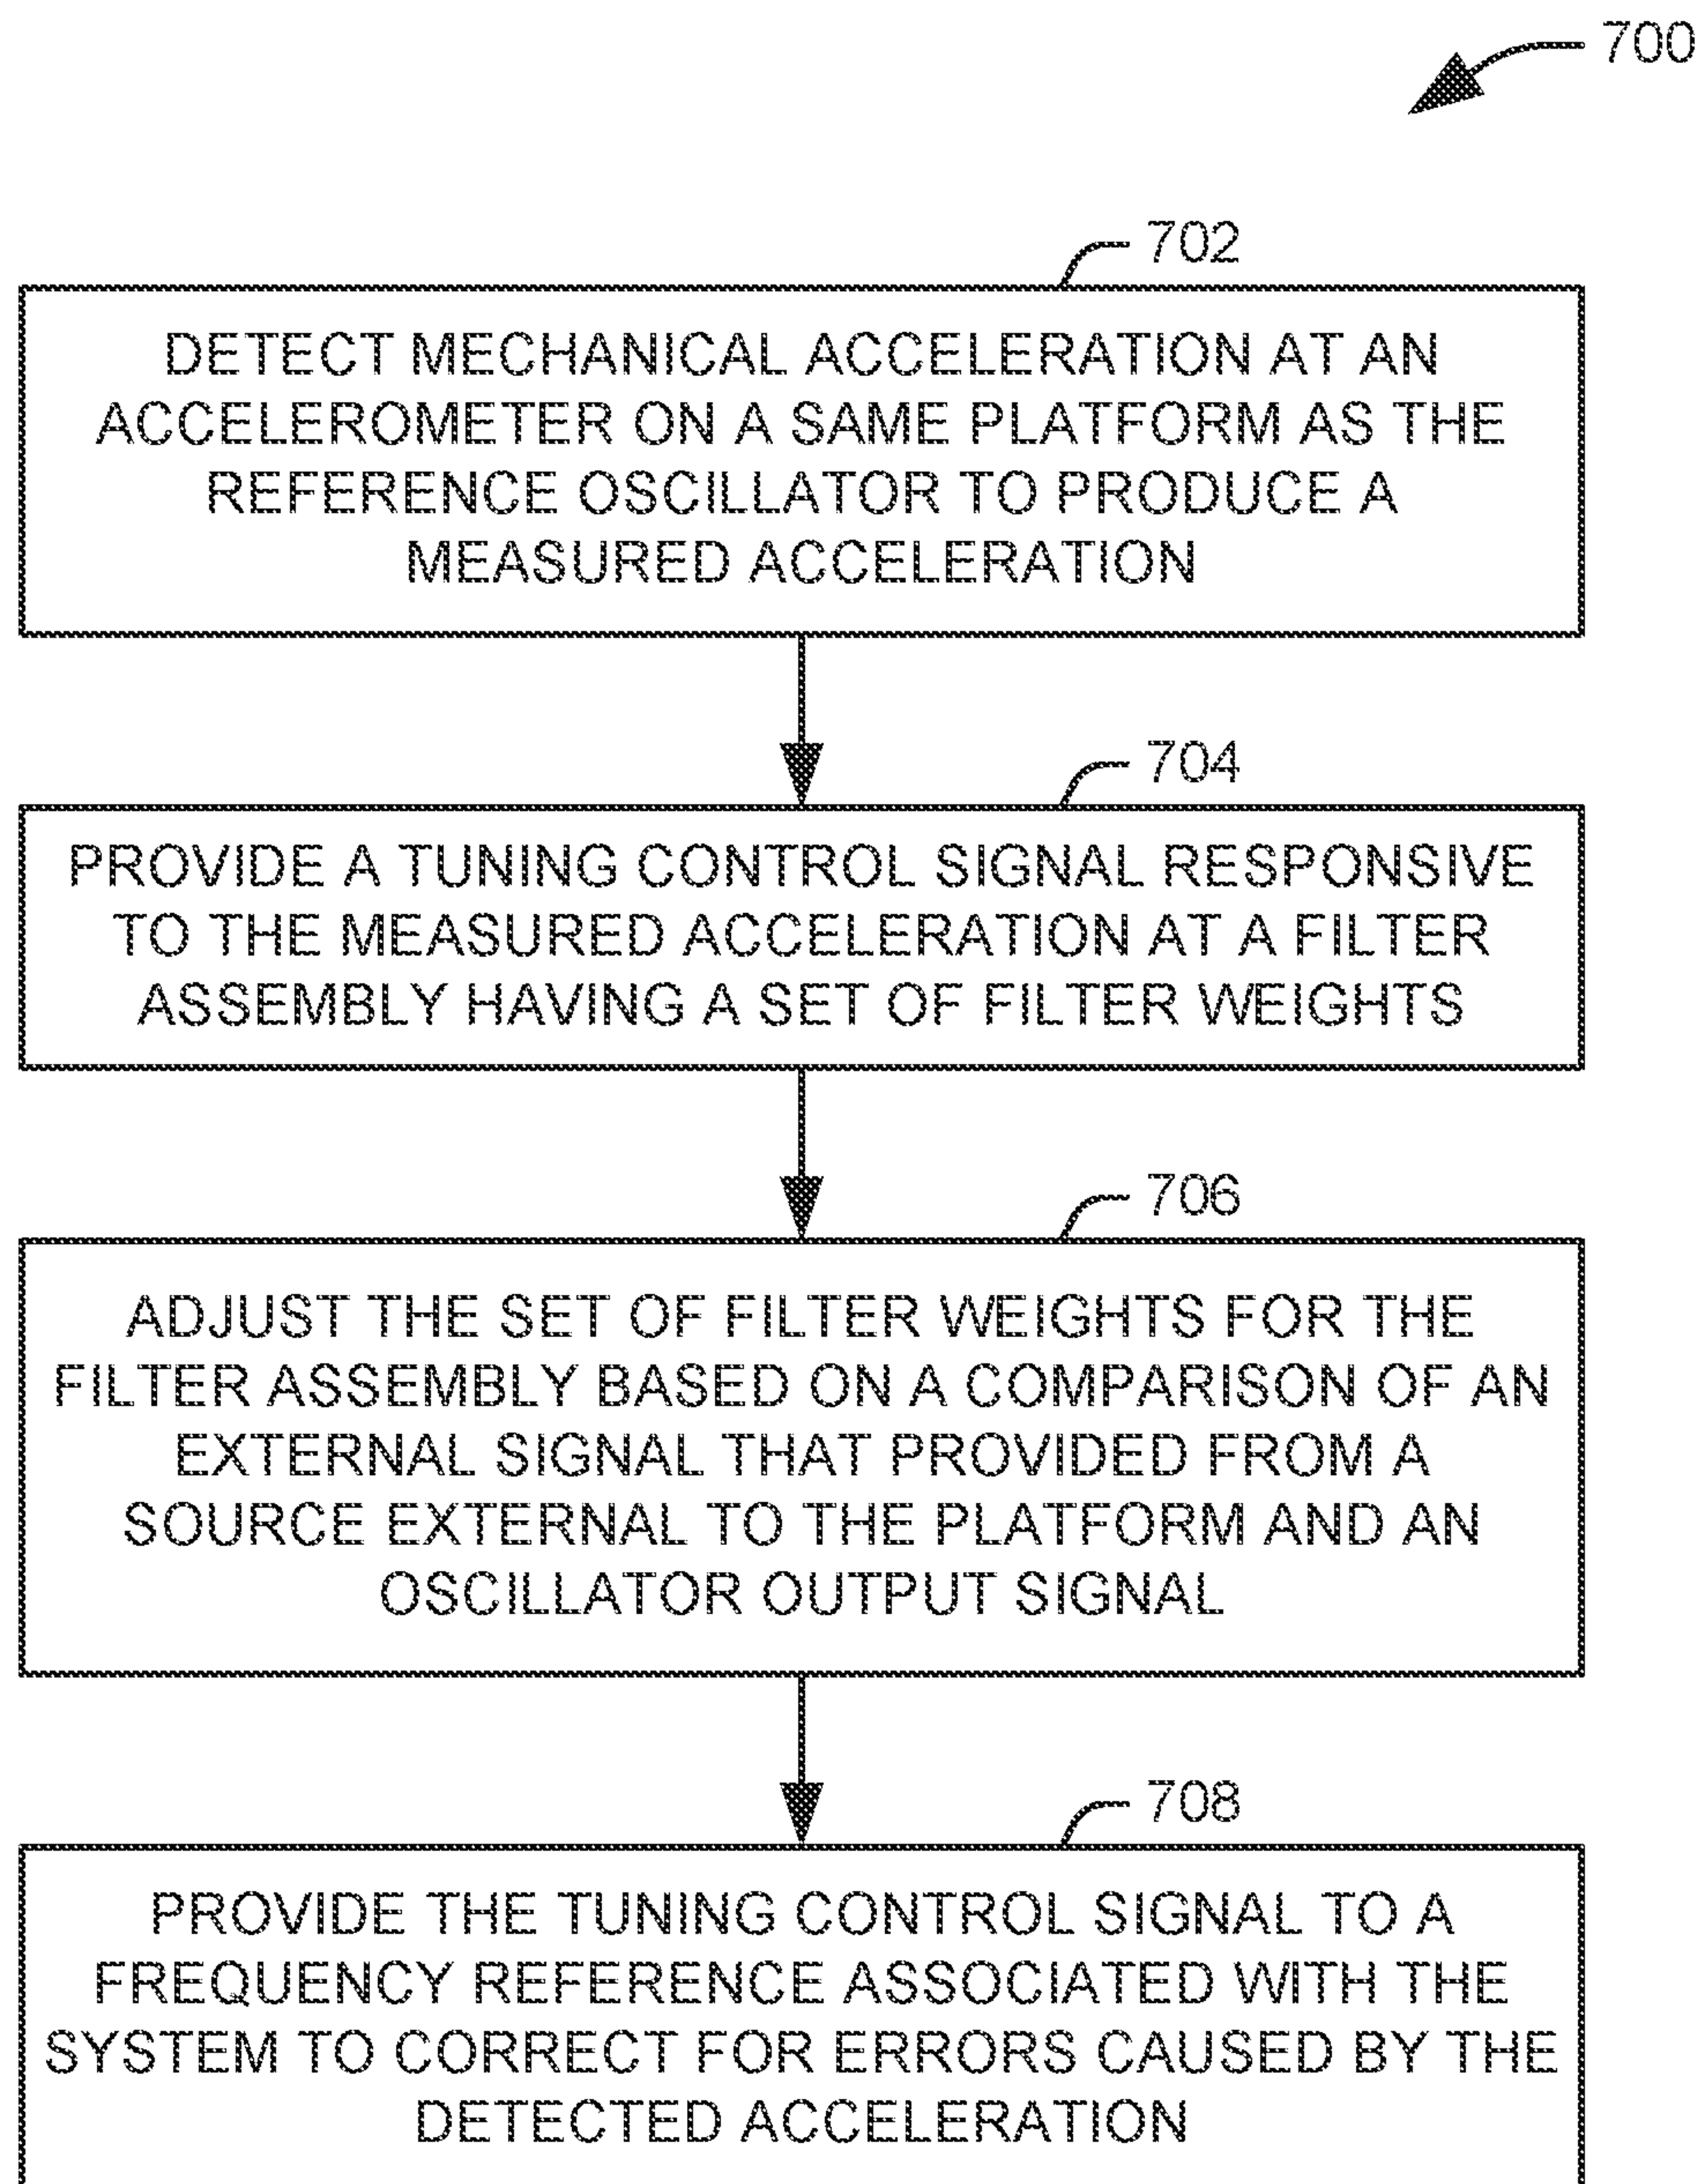 700
702
DETECT MECHANICAL ACCELERATION AT AN
ACCELEROMETER ON A SAME PLATFORM AS THE
REFERENCE OSCILLATOR TO PRODUCE A
MEASURED ACCELERATION
704
PROVIDE A TUNING CONTROL SIGNAL RESPONSIVE
TO THE MEASURED ACCELERATION AT A FILTER
ASSEMBLY HAVING A SET OF FILTER WEIGHTS
706
ADJUST THE SET OF FILTER WEIGHTS FOR THE
FILTER ASSEMBLY BASED ON A COMPARISON OF AN
EXTERNAL SIGNAL THAT PROVIDED FROM A
SOURCE EXTERNAL TO THE PLATFORM AND AN
OSCILLATOR OUTPUT SIGNAL
708
PROVIDE THE TUNING CONTROL SIGNAL TO A
FREQUENCY REFERENCE ASSOCIATED WITH THE
SYSTEM TO CORRECT FOR ERRORS CAUSED BY THE
DETECTED ACCELERATION